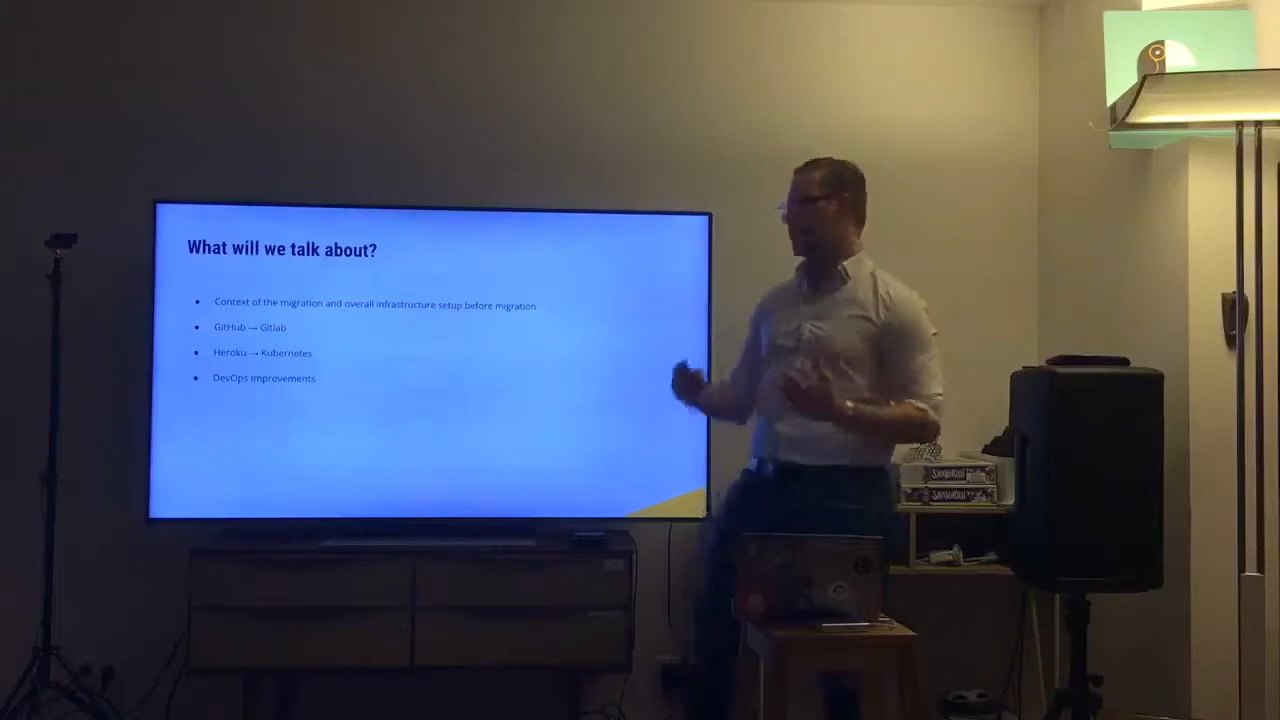 What will we talk about?
Context of the migration and overall infrastructure setup before migration
GitHub → Gitlab
Heroku → Kubernetes
DevOps Improvements